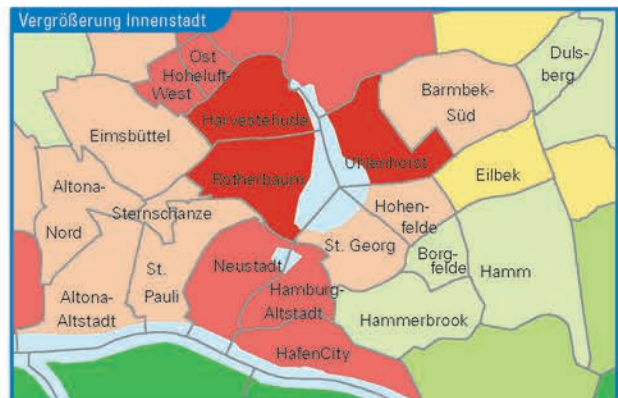 Vergrößerung Innenstadt
Ost
Hoheluft-
West
Duls-
berg
Harvestehude
Barmbek-
Süd
Eimsbüttel
Uhlenhorst
Rotherbaum
Eilbek
Altona-
Nord
Sternschanze
Hohen-
felde
St. Georg
Borg-
felde
Hamm
St.
Pauli
Neustadt
Hamburg-
Altstadt
Altona-
Altstadt
Hammerbrook
HafenCity